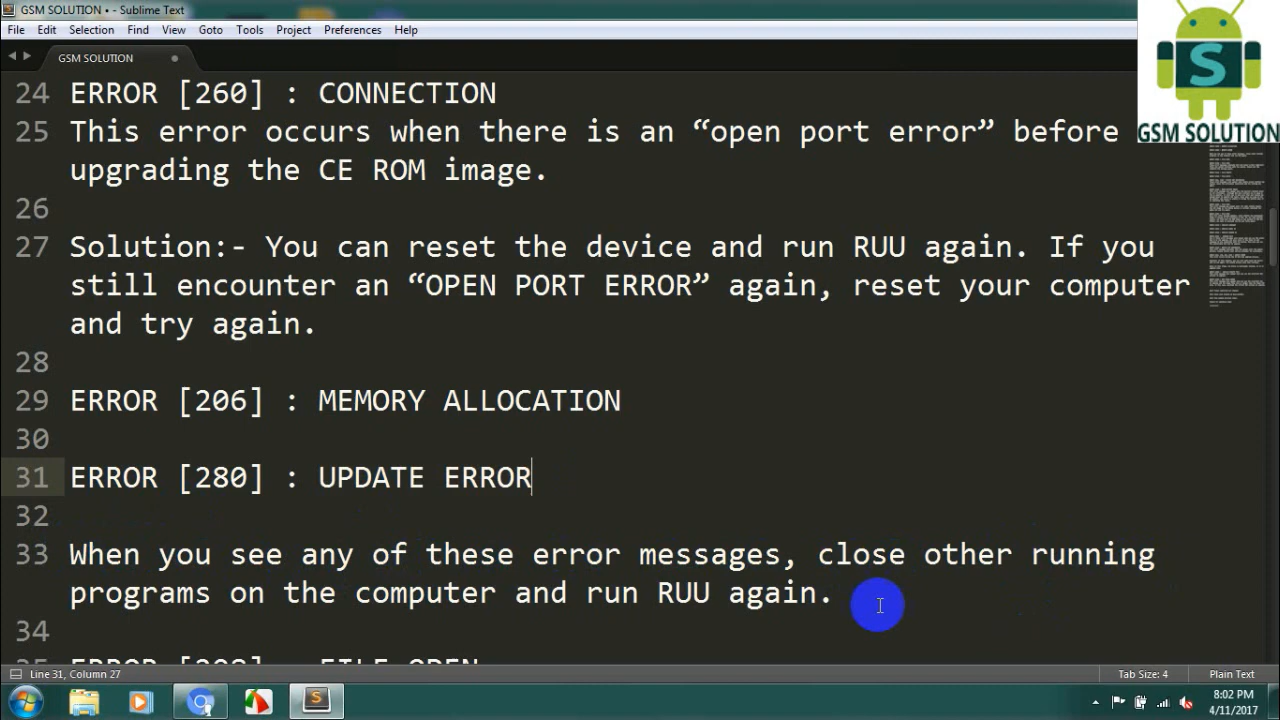 GSM SOLUTION • - Sublime Text
File Edit Selection Find View Goto Tools Project Preferences Help
GSM SOLUTION
S
GSM SOLUTION
24 ERROR [260] : CONNECTION
25 This error occurs when there is an “open port error” before
upgrading the CE ROM image.
26
27 Solution:- You can reset the device and run RUU again. If you
still encounter an “OPEN PORT ERROR” again, reset your computer
and try again.
28
29 ERROR [206] : MEMORY ALLOCATION
30
31 ERROR [280] : UPDATE ERROR
32
33 When you see any of these error messages, close other running
programs on the computer and run RUU again.
34
Line 31, Column 27 Tab Size: 4 Plain Text
8:02 PM
4/11/2017